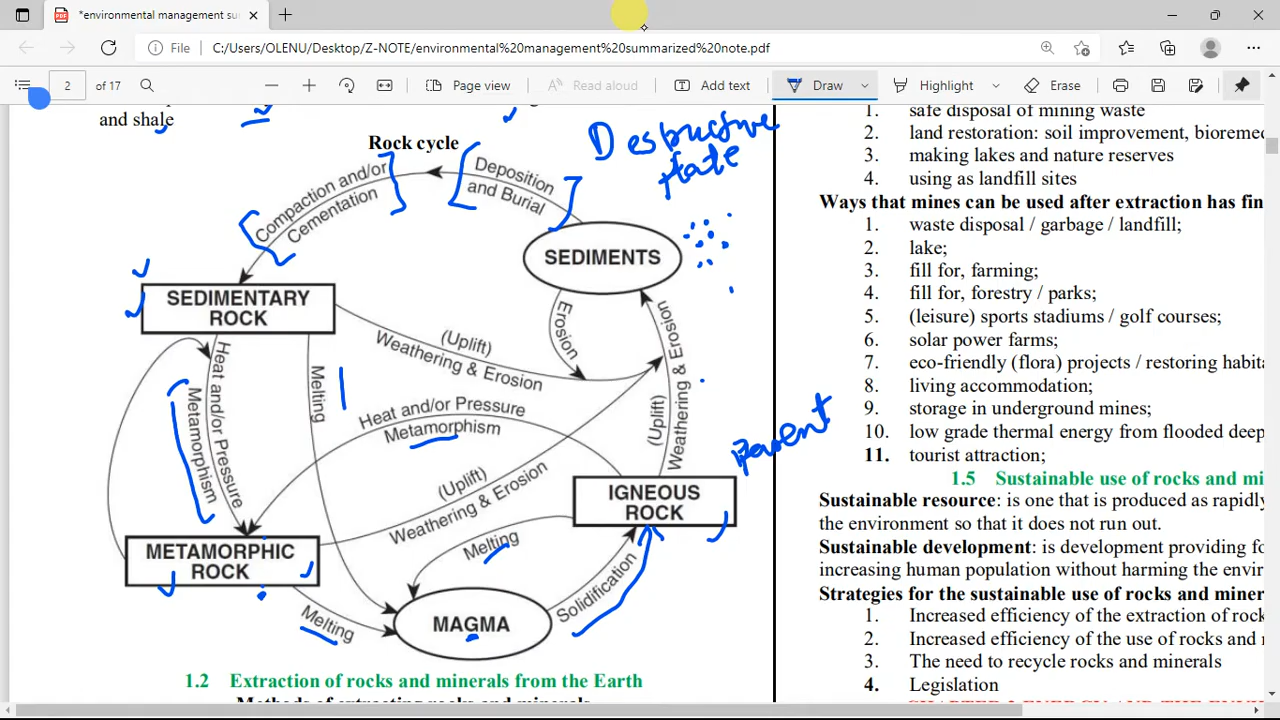 *environmental management su
File
C:/Users/OLENU/Desktop/Z-NOTE/environmental%20management%20summarized%20note.pdf
2
of 17
Page view
Read aloud
Add text
Draw
Highlight
Erase
and shale
Rock cycle
Destructive
state
Deposition
and Burial
Compaction and/or
Cementation
SEDIMENTS
SEDIMENTARY
ROCK
Erosion
(Uplift)
Weathering & Erosion
(Uplift)
Weathering & Erosion
Heat and/or Pressure
Metamorphism
Melting
Heat and/or Pressure
Metamorphism
(Uplift)
Weathering & Erosion
Parent
IGNEOUS
ROCK
METAMORPHIC
ROCK
Melting
Melting
Solidification
MAGMA
1.2 Extraction of rocks and minerals from the Earth
1. safe disposal of mining waste
2. land restoration: soil improvement, bioremed
3. making lakes and nature reserves
4. using as landfill sites
Ways that mines can be used after extraction has fin
1. waste disposal / garbage / landfill;
2. lake;
3. fill for, farming;
4. fill for, forestry / parks;
5. (leisure) sports stadiums / golf courses;
6. solar power farms;
7. eco-friendly (flora) projects / restoring habita
8. living accommodation;
9. storage in underground mines;
10. low grade thermal energy from flooded deep
11. tourist attraction;
1.5 Sustainable use of rocks and mi
Sustainable resource: is one that is produced as rapidly
the environment so that it does not run out.
Sustainable development: is development providing fo
increasing human population without harming the envir
Strategies for the sustainable use of rocks and miner
1. Increased efficiency of the extraction of rock
2. Increased efficiency of the use of rocks and
3. The need to recycle rocks and minerals
4. Legislation